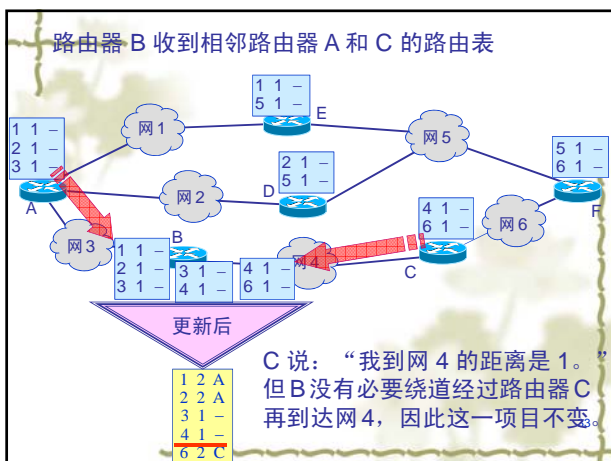 路由器 B 收到相邻路由器 A 和 C 的路由表
1 1 –
5 1 –
E
网1
网5
1 1 –
2 1 –
3 1 –
A
2 1 –
5 1 –
D
网2
5 1 –
6 1 –
F
4 1 –
6 1 –
C
网6
网3
B
网4
1 1 –
2 1 –
3 1 –
3 1 –
4 1 –
4 1 –
6 1 –
更新后
1 2 A
2 2 A
3 1 –
4 1 –
6 2 C
C 说：“我到网 4 的距离是 1。”
但 B 没有必要绕道经过路由器 C
再到达网 4，因此这一项目不变。